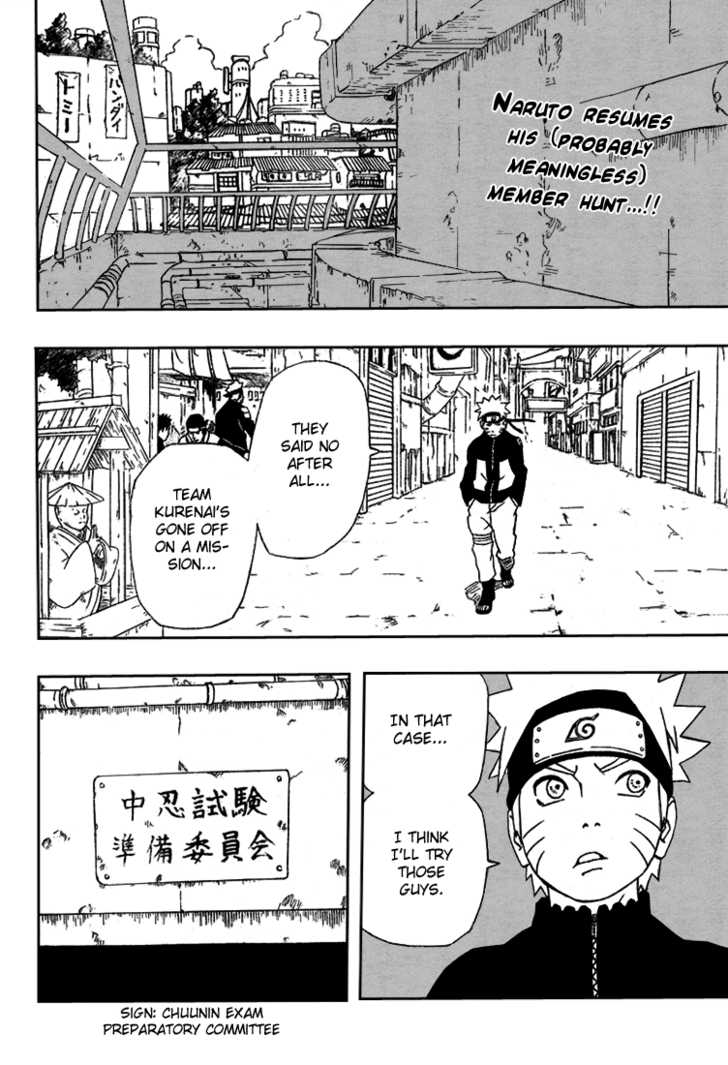 ハングイ
トミー
NARUTO RESUMES
HIS (PROBABLY
MEANINGLESS)
MEMBER HUNT...!!
THEY
SAID NO
AFTER
ALL...
TEAM
KURENAI'S
GONE OFF
ON A MIS-
SION...
IN THAT
CASE...
I THINK
I'LL TRY
THOSE
GUYS.
中忍試験
準備委員会
SIGN: CHUUNIN EXAM
PREPARATORY COMMITTEE